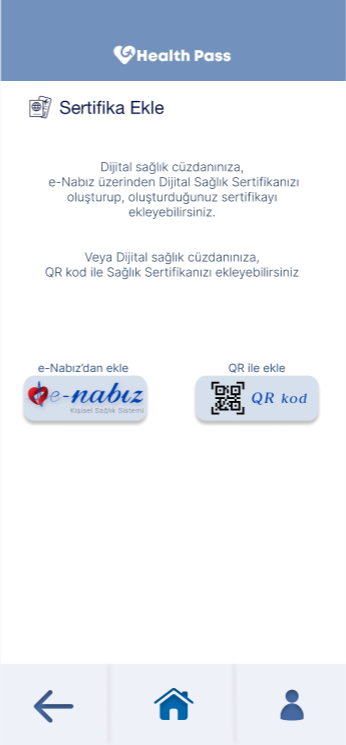 Health Pass
Sertifika Ekle
Dijital sağlık cüzdanınıza,
e-Nabız üzerinden Dijital Sağlık Sertifikanızı
oluşturup, oluşturduğunuz sertifikayı
ekleyebilirsiniz.
Veya Dijital sağlık cüzdanınıza,
QR kod ile Sağlık Sertifikanızı ekleyebilirsiniz
e-Nabız'dan ekle
QR ile ekle
e-nabız
Kişisel Sağlık Sistemi
QR kod